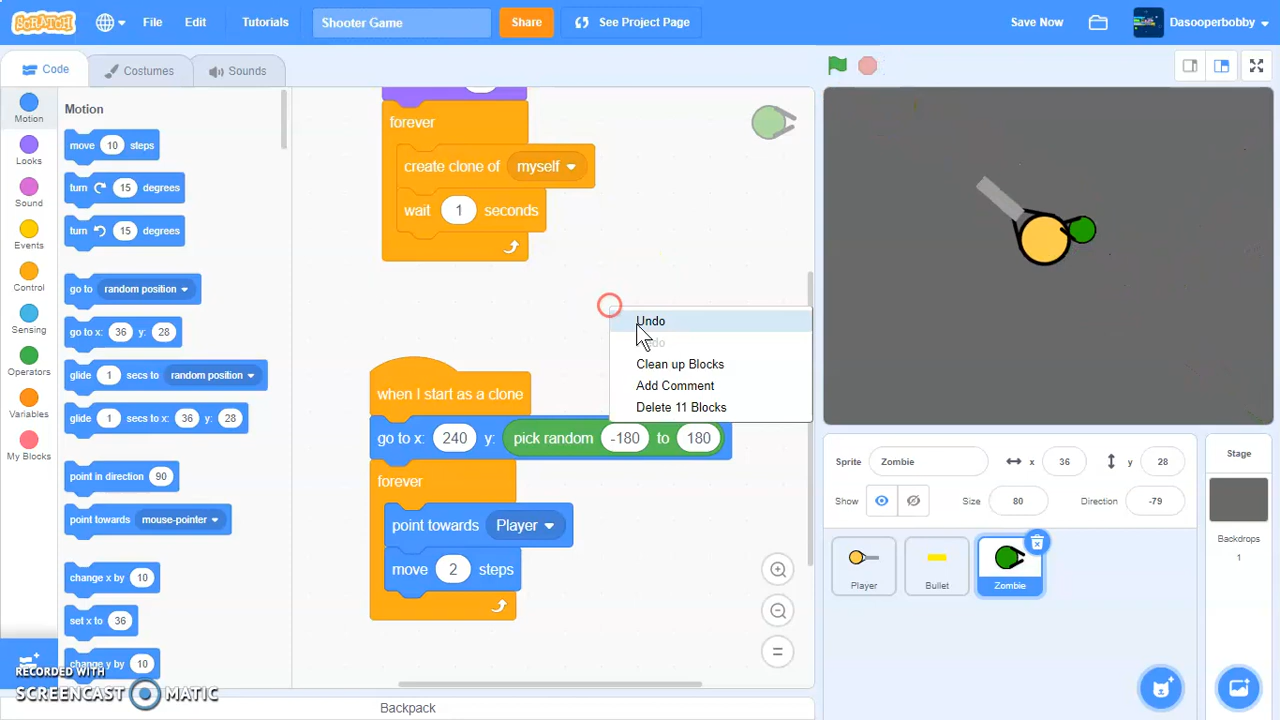 SCRATCH
File
Edit
Tutorials
Shooter Game
Share
See Project Page
Save Now
Dasooperbobby
Code
Costumes
Sounds
Motion
Looks
Sound
Events
Control
Sensing
Operators
Variables
My Blocks
Motion
move 10 steps
turn 15 degrees
turn 15 degrees
go to random position
go to x: 36 y: 28
glide 1 secs to random position
glide 1 secs to x: 36 y: 28
point in direction 90
point towards mouse-pointer
change x by 10
set x to 36
change y by 10
forever
create clone of myself
wait 1 seconds
Undo
Clean up Blocks
Add Comment
Delete 11 Blocks
when I start as a clone
go to x: 240 y: pick random -180 to 180
forever
point towards Player
move 2 steps
Sprite Zombie x 36 y 28
Show Size 80 Direction -79
Player
Bullet
Zombie
Stage
Backdrops
1
Backpack
RECORDED WITH
SCREENCAST MATIC